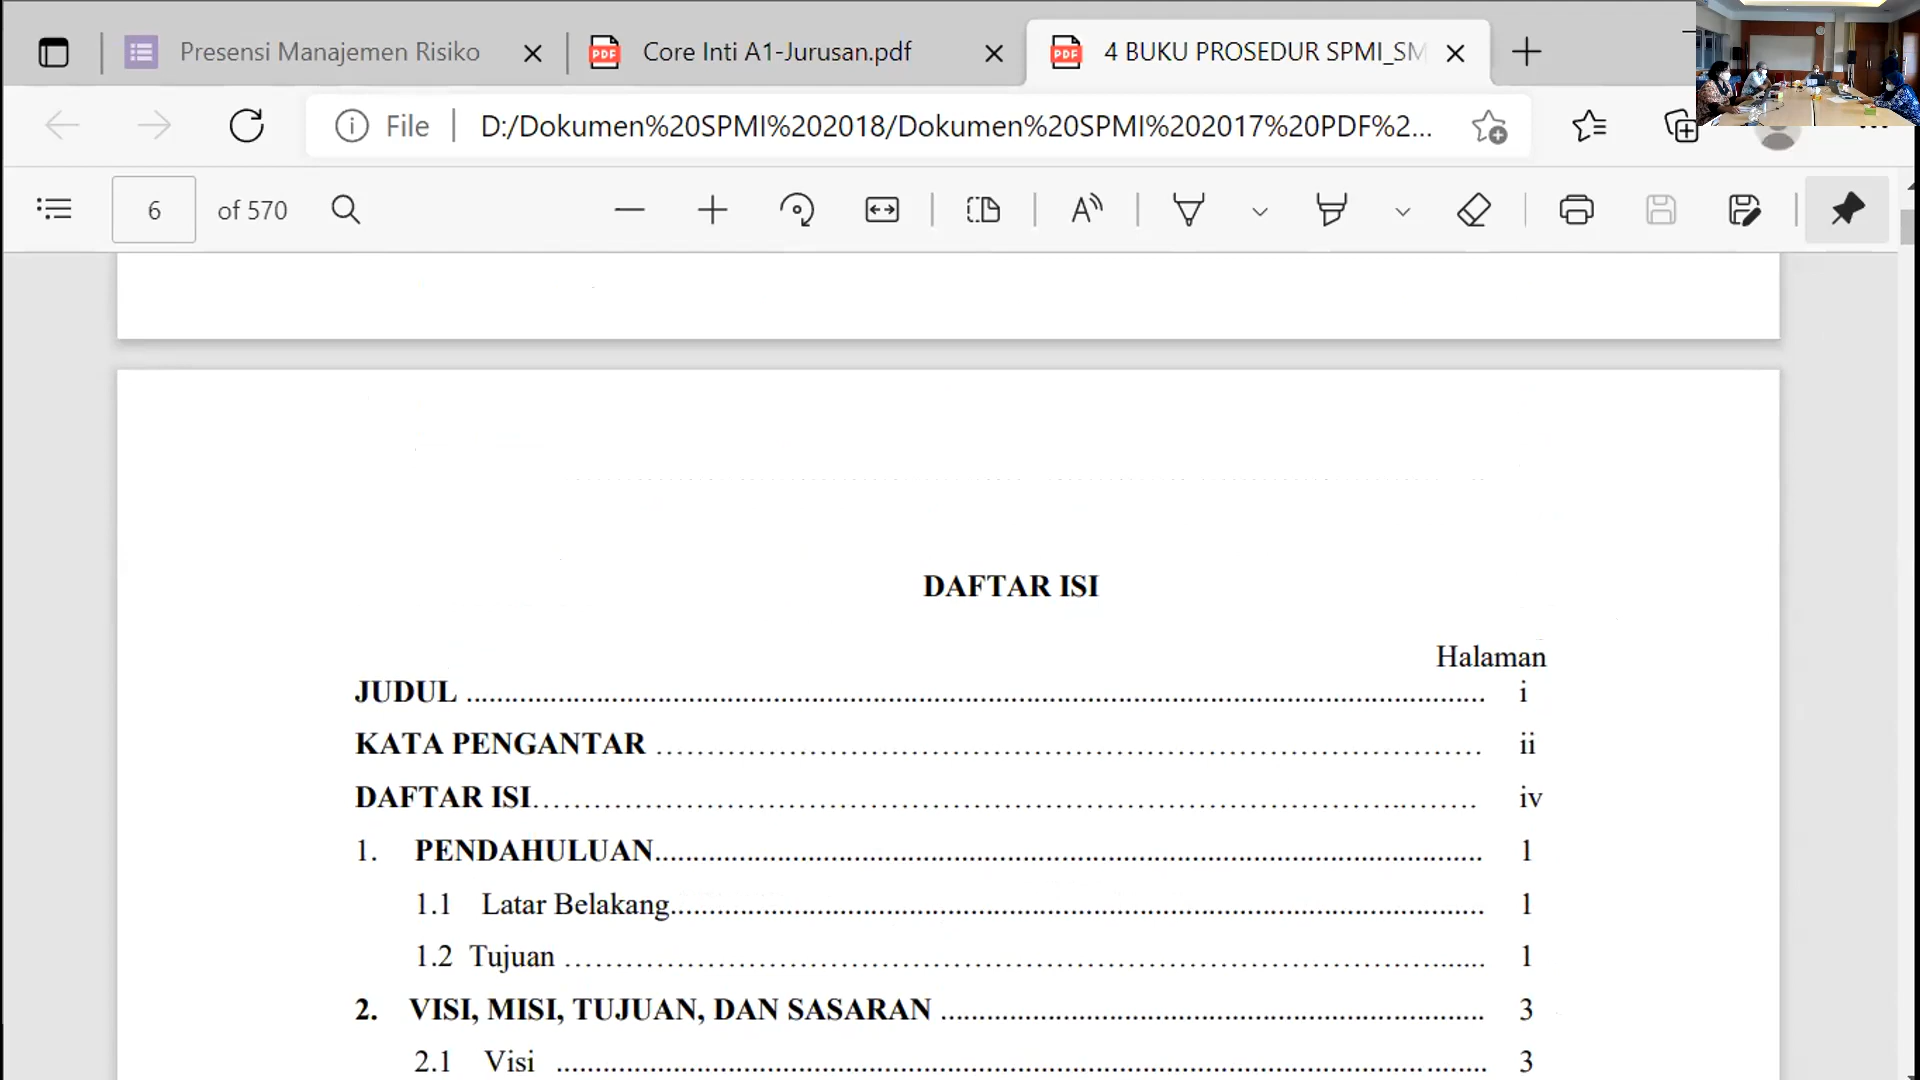 Presensi Manajemen Risiko
Core Inti A1-Jurusan.pdf
4 BUKU PROSEDUR SPMI_SM
File
D:/Dokumen%20SPMI%202018/Dokumen%20SPMI%202017%20PDF%2...
6 of 570
DAFTAR ISI
Halaman
JUDUL ........................................ i
KATA PENGANTAR ........................................ ii
DAFTAR ISI........................................ iv
1. PENDAHULUAN........................................ 1
1.1 Latar Belakang........................................ 1
1.2 Tujuan ........................................ 1
2. VISI, MISI, TUJUAN, DAN SASARAN ........................................ 3
2.1 Visi ........................................ 3